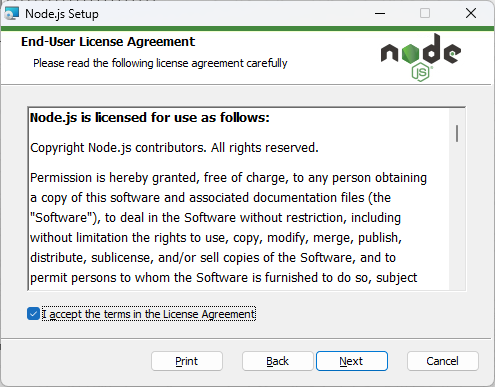 Node.js Setup
End-User License Agreement
Please read the following license agreement carefully
node
JS
Node.js is licensed for use as follows:
Copyright Node.js contributors. All rights reserved.
Permission is hereby granted, free of charge, to any person obtaining
a copy of this software and associated documentation files (the
"Software"), to deal in the Software without restriction, including
without limitation the rights to use, copy, modify, merge, publish,
distribute, sublicense, and/or sell copies of the Software, and to
permit persons to whom the Software is furnished to do so, subject
I accept the terms in the License Agreement
Print Back Next Cancel